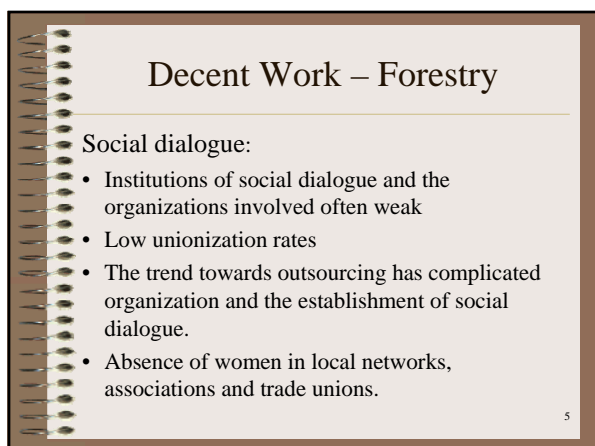 Decent Work – Forestry
Social dialogue:
• Institutions of social dialogue and the
organizations involved often weak
• Low unionization rates
• The trend towards outsourcing has complicated
organization and the establishment of social
dialogue.
• Absence of women in local networks,
associations and trade unions.
5